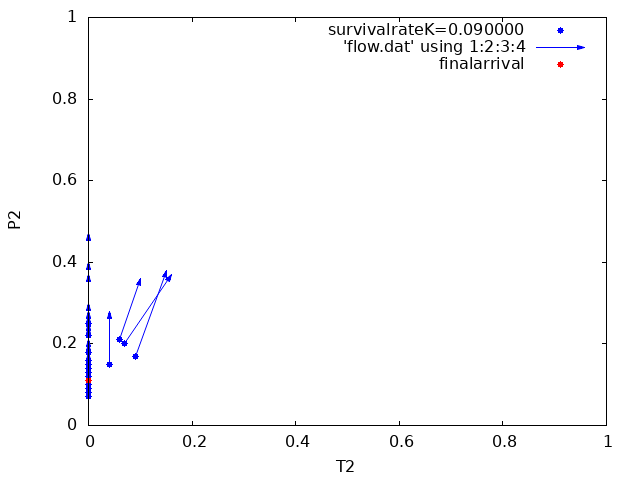 survivalrateK=0.090000
'flow.dat' using 1:2:3:4
finalarrival
1
0.8
0.6
0.4
0.2
0
P2
0 0.2 0.4 0.6 0.8 1
T2